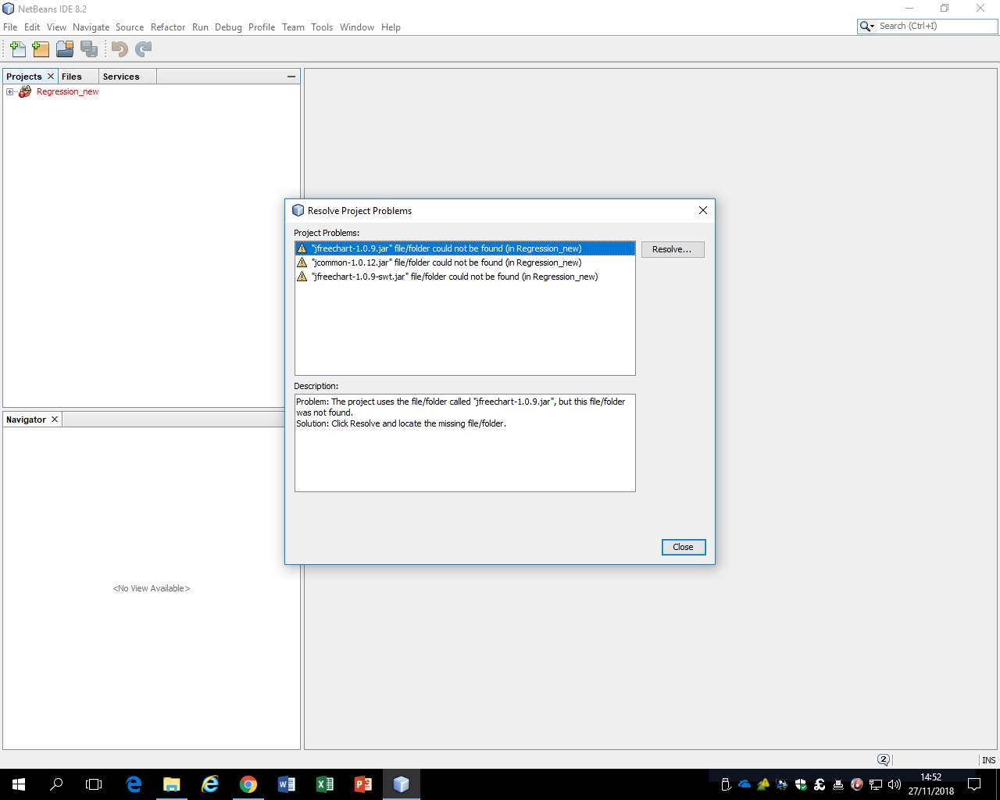 NetBeans IDE 8.2
File Edit View Navigate Source Refactor Run Debug Profile Team Tools Window Help
Search (Ctrl+I)
Projects Files Services
Regression_new
Resolve Project Problems
Project Problems:
"jfreechart-1.0.9.jar" file/folder could not be found (in Regression_new)
Resolve...
"jcommon-1.0.12.jar" file/folder could not be found (in Regression_new)
"jfreechart-1.0.9-swt.jar" file/folder could not be found (in Regression_new)
Description:
Problem: The project uses the file/folder called "jfreechart-1.0.9.jar", but this file/folder
was not found.
Solution: Click Resolve and locate the missing file/folder.
Close
Navigator
<No View Available>
2
INS
14:52
27/11/2018